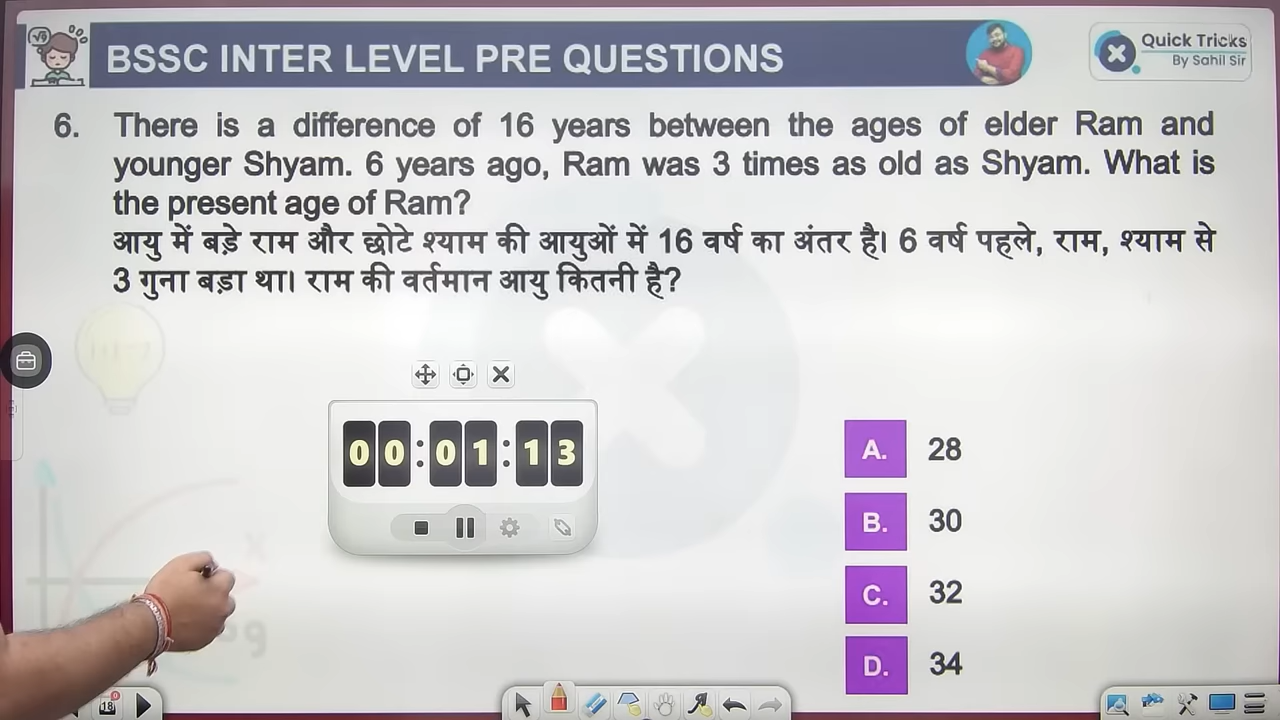 BSSC INTER LEVEL PRE QUESTIONS
Quick Tricks
By Sahil Sir
6. There is a difference of 16 years between the ages of elder Ram and
younger Shyam. 6 years ago, Ram was 3 times as old as Shyam. What is
the present age of Ram?
आयु में बड़े राम और छोटे श्याम की आयुओं में 16 वर्ष का अंतर है। 6 वर्ष पहले, राम, श्याम से
3 गुना बड़ा था। राम की वर्तमान आयु कितनी है?
00:01:13
A. 28
B. 30
C. 32
D. 34
18